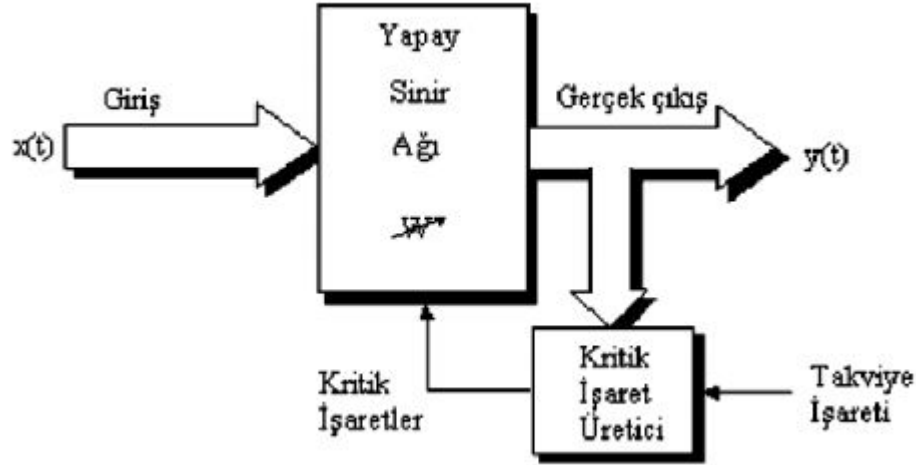 Yapay
Sinir
Ağı
W
Giriş
x(t)
Gerçek çıkış
y(t)
Kritik
İşaretler
Kritik
İşaret
Üretici
Takviye
İşareti